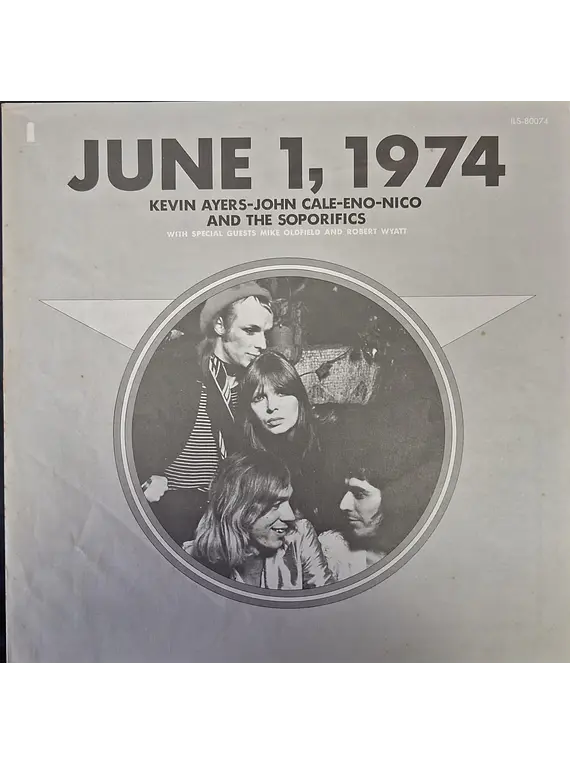 ILS-80074
JUNE 1, 1974
KEVIN AYERS-JOHN CALE-ENO-NICO
AND THE SOPORIFICS
WITH SPECIAL GUESTS MIKE OLDFIELD AND ROBERT WYATT